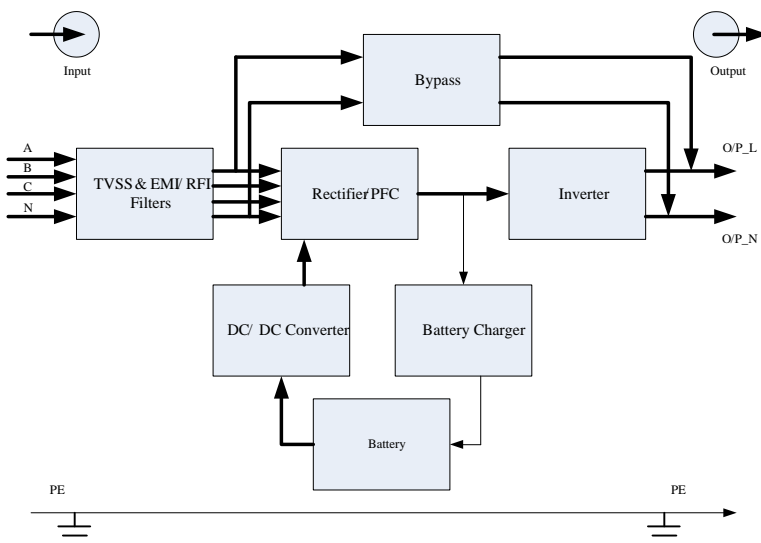 Input
Output
Bypass
A
B
C
N
TVSS & EMI/ RFI
Filters
Rectifier/PFC
Inverter
O/P_L
O/P_N
DC/ DC Converter
Battery Charger
Battery
PE
PE